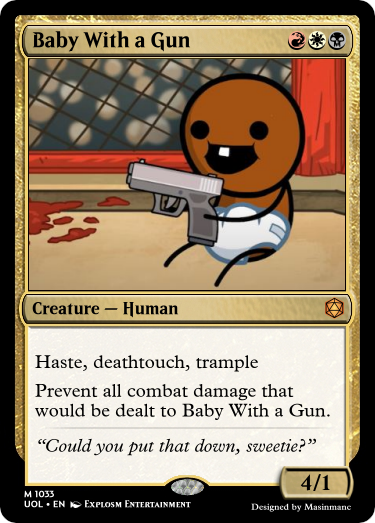 Baby With a Gun
Creature — Human
Haste, deathtouch, trample
Prevent all combat damage that
would be dealt to Baby With a Gun.
“Could you put that down, sweetie?”
4/1
M 1033
UOL • EN Explosm Entertainment
Designed by Masinmanc